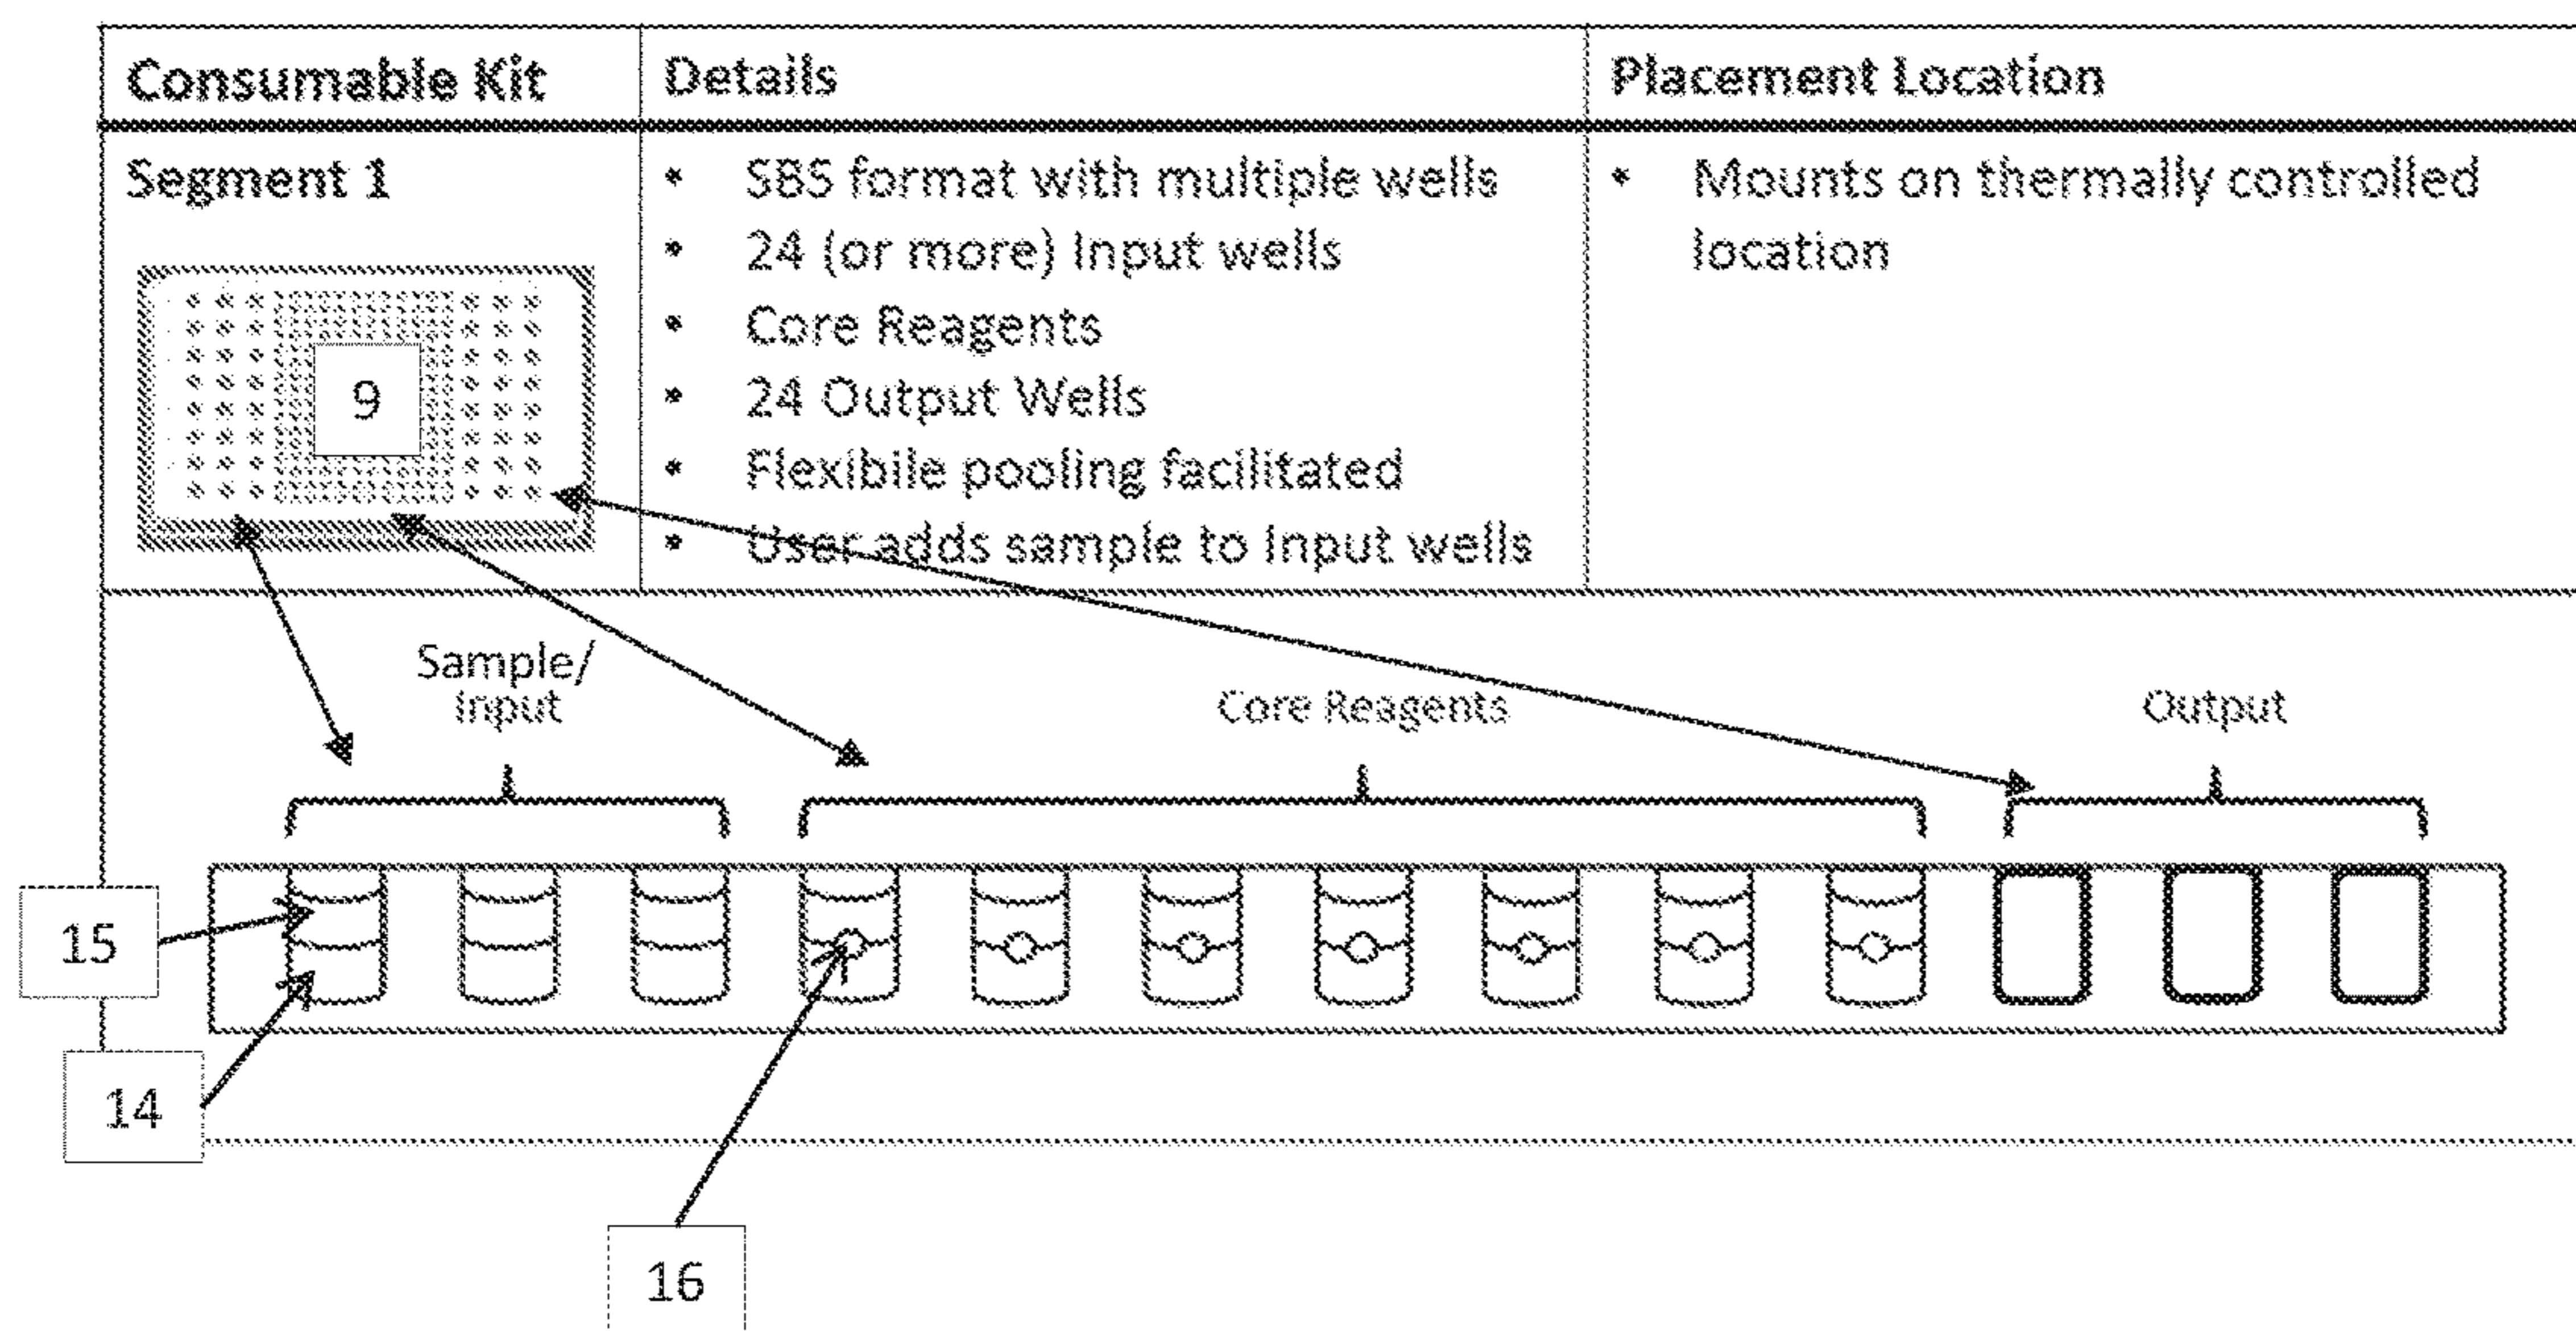 Consumable Kit
Details
Placement Location
Segment 1
• SBS format with multiple wells
• 24 (or more) Input wells
• Core Reagents
• 24 Output Wells
• Flexibile pooling facilitated
• User adds sample to Input wells
• Mounts on thermally controlled
location
9
Sample/
input
Core Reagents
Output
15
14
16